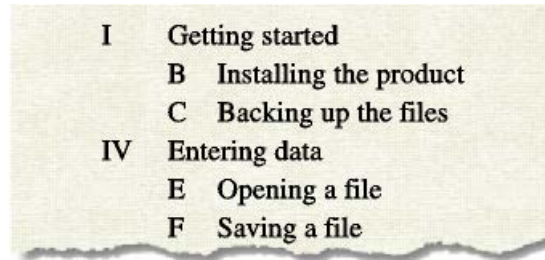 I Getting started
B Installing the product
C Backing up the files
IV Entering data
E Opening a file
F Saving a file